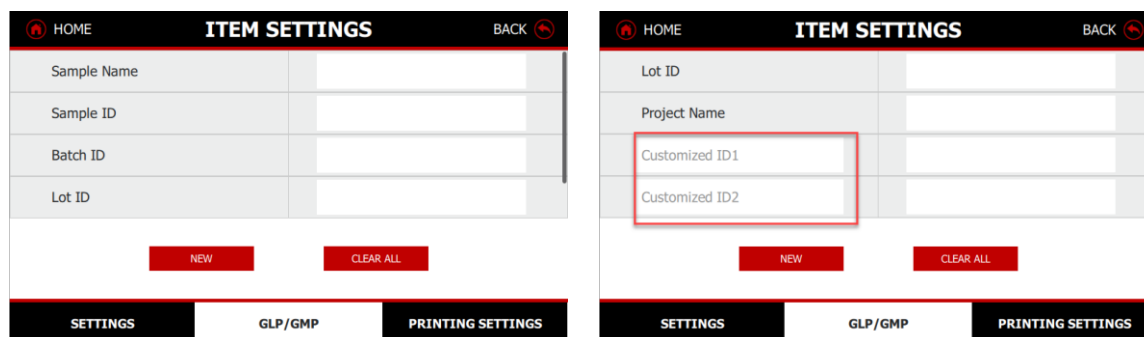 HOME ITEM SETTINGS BACK
Sample Name
Sample ID
Batch ID
Lot ID
NEW CLEAR ALL
SETTINGS GLP/GMP PRINTING SETTINGS
HOME ITEM SETTINGS BACK
Lot ID
Project Name
Customized ID1
Customized ID2
NEW CLEAR ALL
SETTINGS GLP/GMP PRINTING SETTINGS